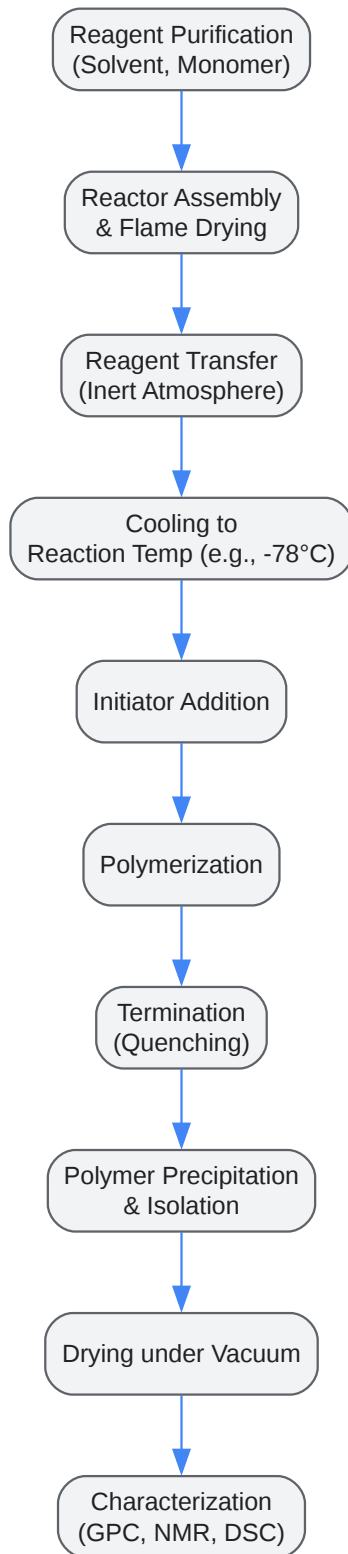 Reagent Purification
(Solvent, Monomer)
Reactor Assembly
& Flame Drying
Reagent Transfer
(Inert Atmosphere)
Cooling to
Reaction Temp (e.g., -78°C)
Initiator Addition
Polymerization
Termination
(Quenching)
Polymer Precipitation
& Isolation
Drying under Vacuum
Characterization
(GPC, NMR, DSC)